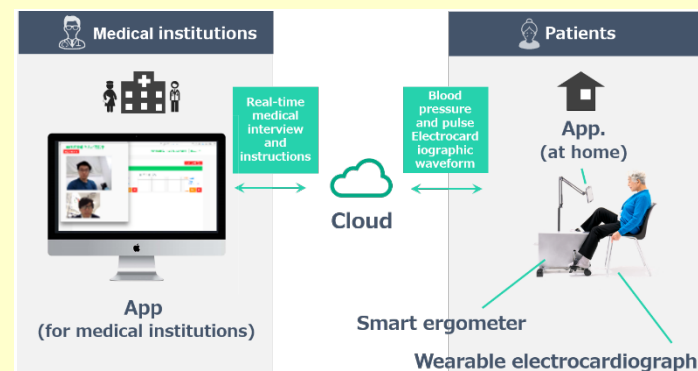 Medical institutions
Real-time
medical
interview
and
instructions
App
(for medical institutions)
Cloud
Blood
pressure
and pulse
Electrocard
iographic
waveform
Patients
App.
(at home)
Smart ergometer
Wearable electrocardiograph